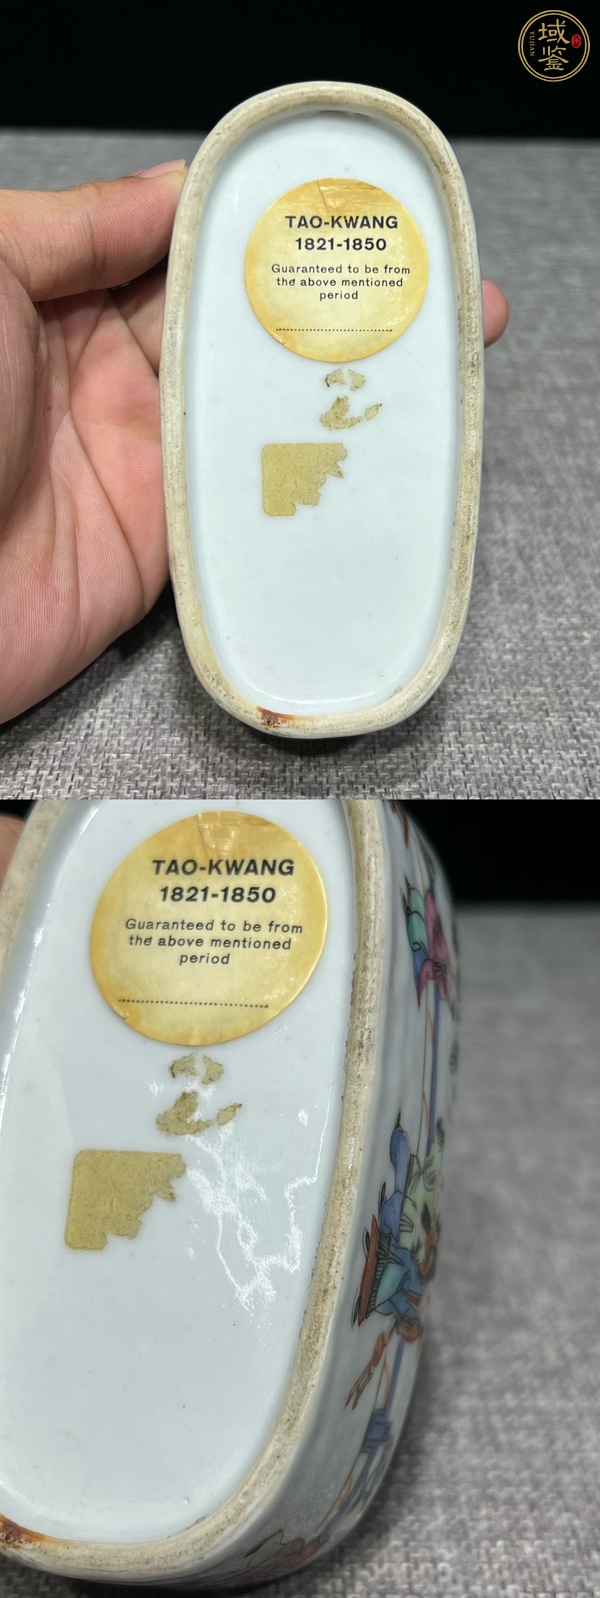 域鉴
YUJIAN
TAO-KWANG
1821-1850
Guaranteed to be from
the above mentioned
period
TAO-KWANG
1821-1850
Guaranteed to be from
the above mentioned
period